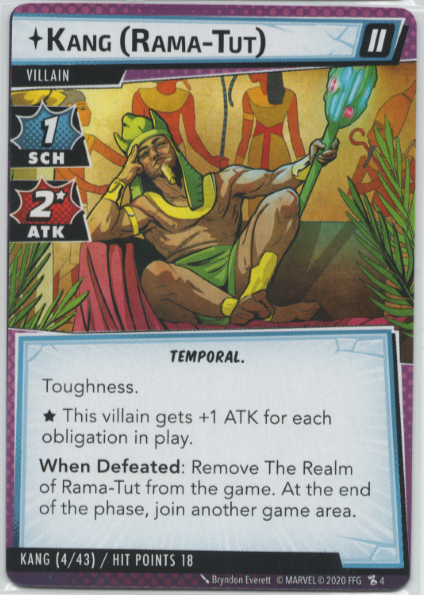 Kang (Rama-Tut)
II
VILLAIN
1
SCH
2★
ATK
TEMPORAL.
Toughness.
★ This villain gets +1 ATK for each
obligation in play.
When Defeated: Remove The Realm
of Rama-Tut from the game. At the end
of the phase, join another game area.
KANG (4/43) / HIT POINTS 18
Bryndon Everett © MARVEL © 2020 FFG 4